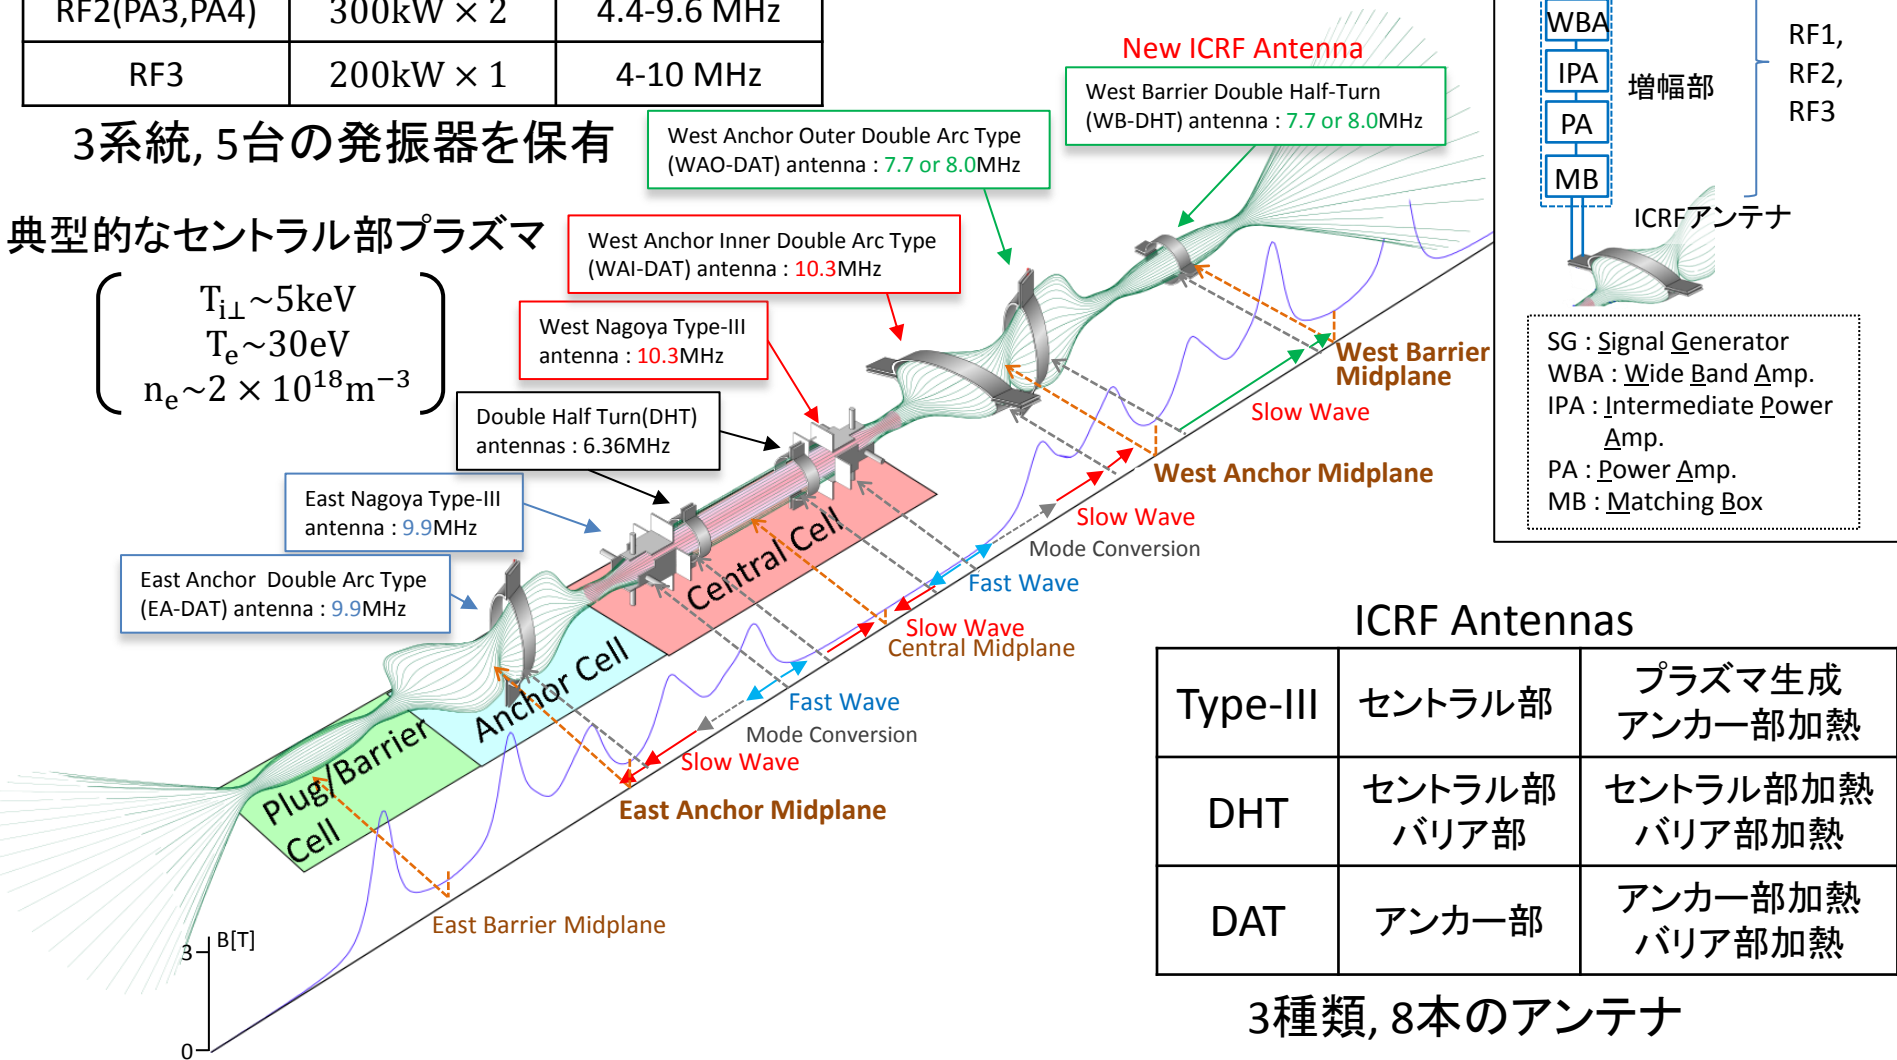 RF2(PA3,PA4) 300kW × 2 4.4-9.6 MHz
RF3 200kW × 1 4-10 MHz
3系統, 5台の発振器を保有
典型的なセントラル部プラズマ
T_{i⊥}~5keV
T_e~30eV
n_e~2 × 10^{18}m^{−3}
New ICRF Antenna
West Barrier Double Half-Turn
(WB-DHT) antenna : 7.7 or 8.0MHz
West Anchor Outer Double Arc Type
(WAO-DAT) antenna : 7.7 or 8.0MHz
West Anchor Inner Double Arc Type
(WAI-DAT) antenna : 10.3MHz
West Nagoya Type-III
antenna : 10.3MHz
Double Half Turn(DHT)
antennas : 6.36MHz
East Nagoya Type-III
antenna : 9.9MHz
East Anchor Double Arc Type
(EA-DAT) antenna : 9.9MHz
West Barrier
Midplane
Slow Wave
West Anchor Midplane
Slow Wave
Mode Conversion
Fast Wave
Slow Wave
Central Midplane
Fast Wave
Mode Conversion
Slow Wave
East Anchor Midplane
East Barrier Midplane
Central Cell
Anchor Cell
Plug/Barrier
Cell
3
B[T]
0
WBA
IPA
PA
MB
増幅部
RF1,
RF2,
RF3
ICRFアンテナ
SG : Signal Generator
WBA : Wide Band Amp.
IPA : Intermediate Power
Amp.
PA : Power Amp.
MB : Matching Box
ICRF Antennas
Type-III セントラル部 プラズマ生成
アンカー部加熱
DHT セントラル部 セントラル部加熱
バリア部 バリア部加熱
DAT アンカー部 アンカー部加熱
バリア部加熱
3種類, 8本のアンテナ